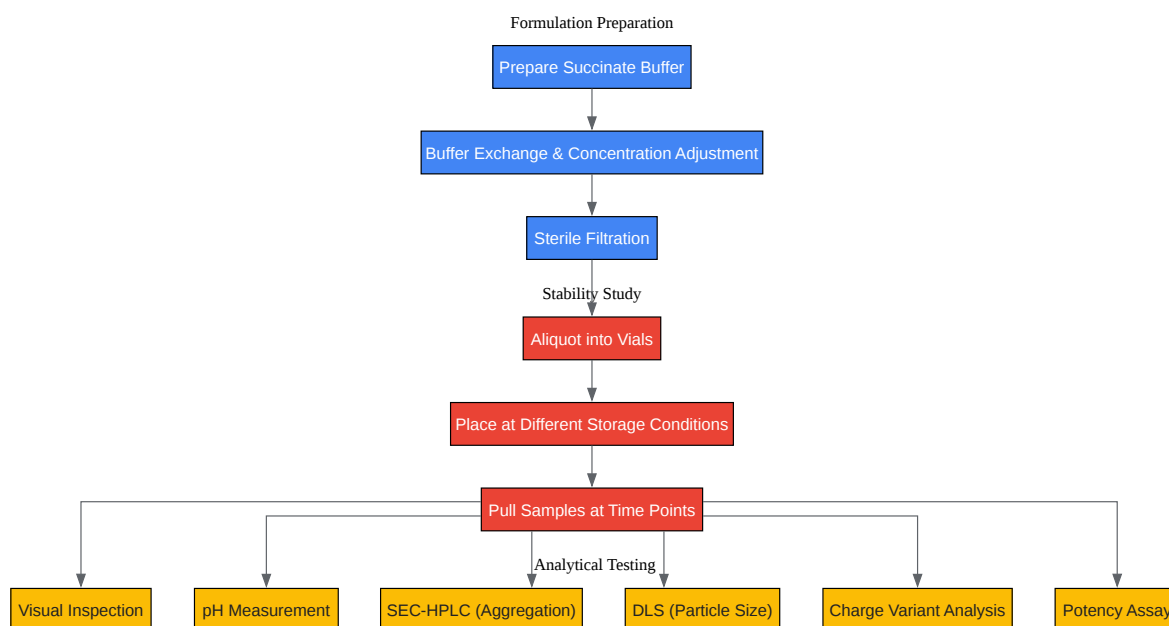 Formulation Preparation
Prepare Succinate Buffer
Buffer Exchange & Concentration Adjustment
Sterile Filtration
Stability Study
Aliquot into Vials
Place at Different Storage Conditions
Pull Samples at Time Points
Analytical Testing
Visual Inspection
pH Measurement
SEC-HPLC (Aggregation)
DLS (Particle Size)
Charge Variant Analysis
Potency Assay